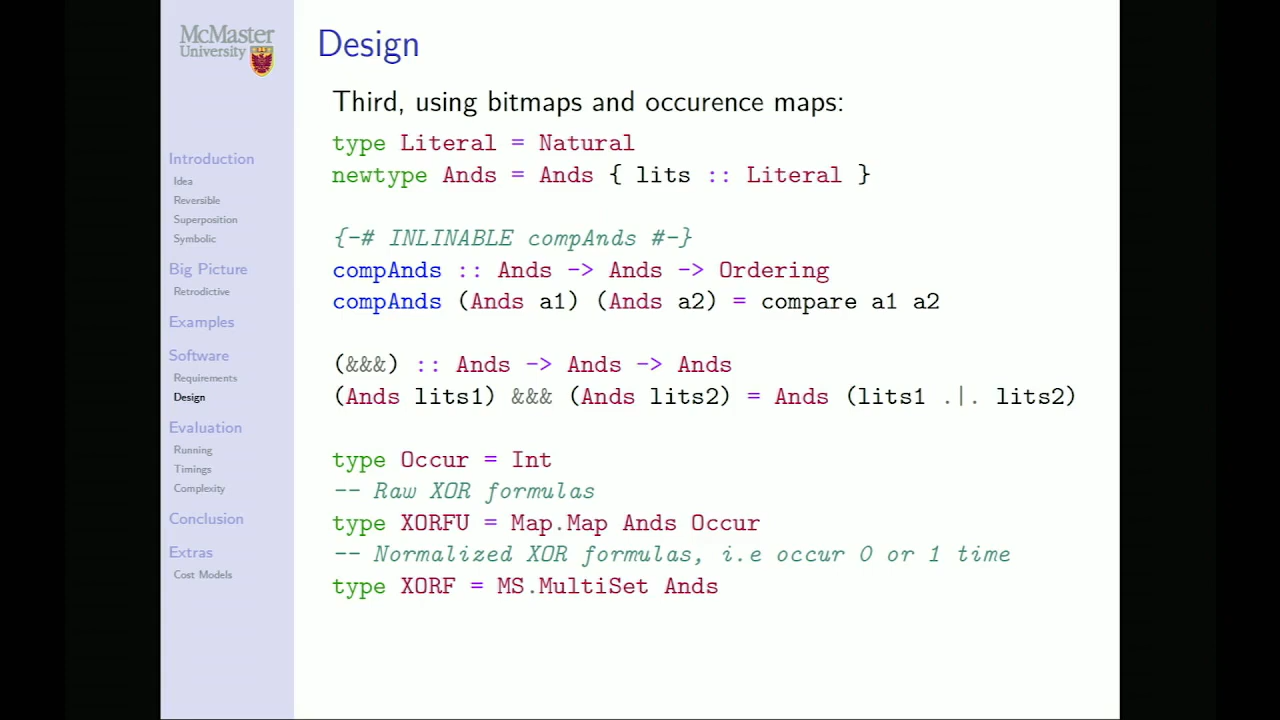 McMaster
University
Introduction
Idea
Reversible
Superposition
Symbolic
Big Picture
Retrodictive
Examples
Software
Requirements
Design
Evaluation
Running
Timings
Complexity
Conclusion
Extras
Cost Models
Design
Third, using bitmaps and occurence maps:
type Literal = Natural
newtype Ands = Ands { lits :: Literal }
{-# INLINABLE compAnds #-}
compAnds :: Ands -> Ands -> Ordering
compAnds (Ands a1) (Ands a2) = compare a1 a2
(&&&) :: Ands -> Ands -> Ands
(Ands lits1) &&& (Ands lits2) = Ands (lits1 .|. lits2)
type Occur = Int
-- Raw XOR formulas
type XORFU = Map.Map Ands Occur
-- Normalized XOR formulas, i.e occur 0 or 1 time
type XORF = MS.MultiSet Ands